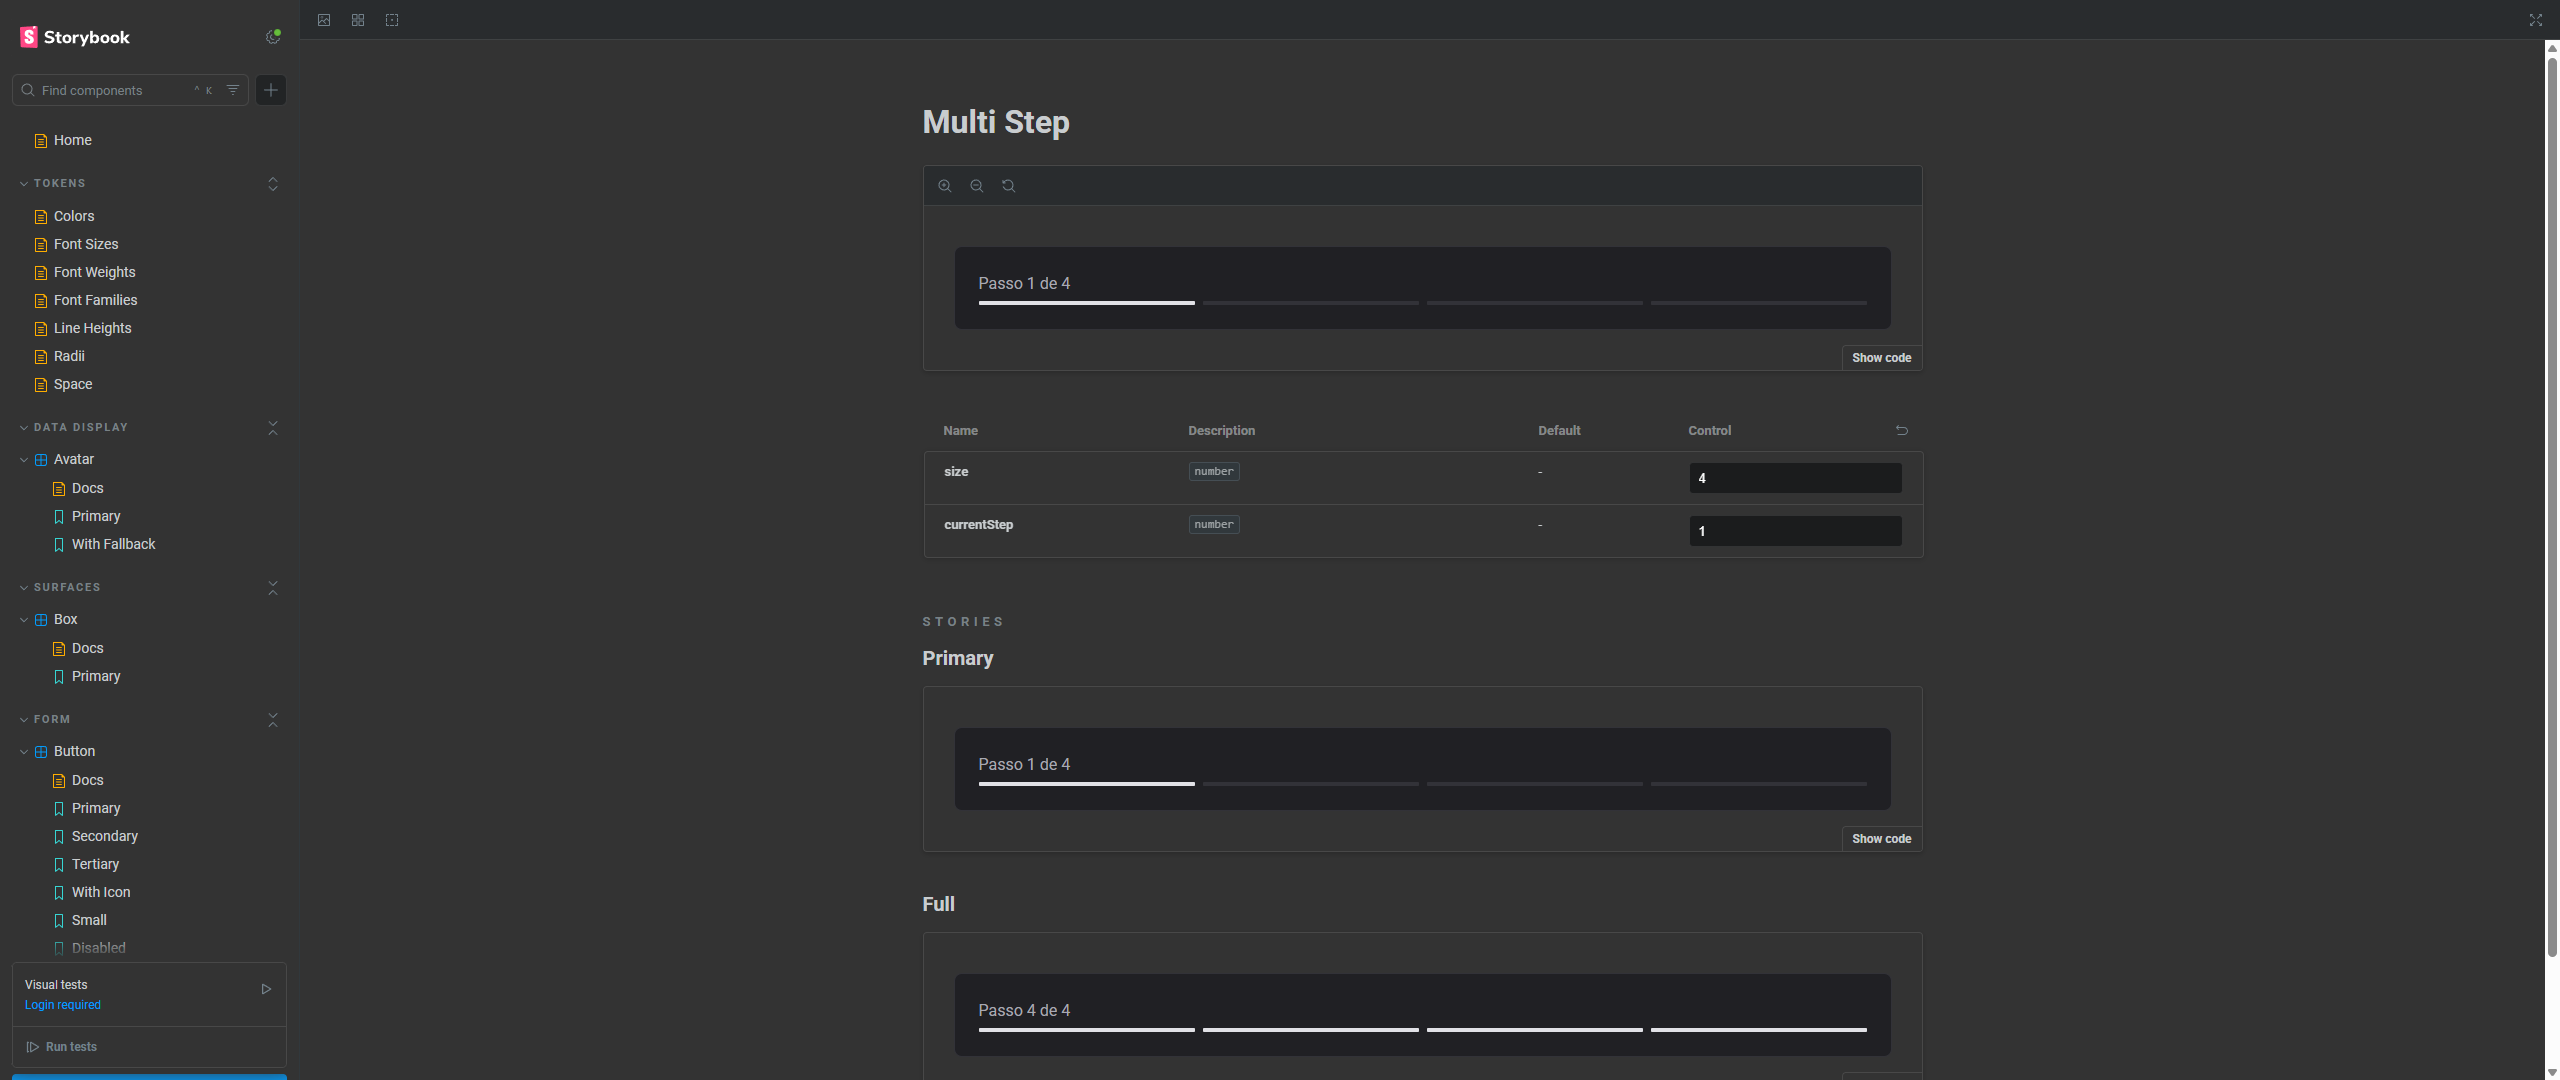 Storybook
Find components
^ K
Home
TOKENS
Colors
Font Sizes
Font Weights
Font Families
Line Heights
Radii
Space
DATA DISPLAY
Avatar
Docs
Primary
With Fallback
SURFACES
Box
Docs
Primary
FORM
Button
Docs
Primary
Secondary
Tertiary
With Icon
Small
Disabled
Visual tests
Login required
Run tests
Multi Step
Passo 1 de 4
Show code
Name Description Default Control
size number - 4
currentStep number - 1
STORIES
Primary
Passo 1 de 4
Show code
Full
Passo 4 de 4